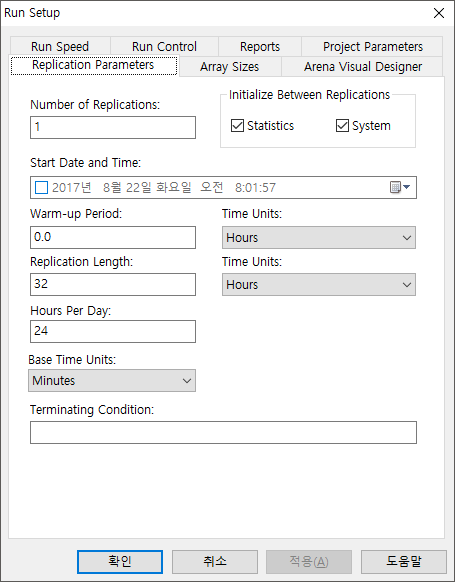 Run Setup
Run Speed Run Control Reports Project Parameters
Replication Parameters Array Sizes Arena Visual Designer
Number of Replications:
1
Initialize Between Replications
Statistics System
Start Date and Time:
2017년 8월 22일 화요일 오전 8:01:57
Warm-up Period: Time Units:
0.0 Hours
Replication Length: Time Units:
32 Hours
Hours Per Day:
24
Base Time Units:
Minutes
Terminating Condition:
확인 취소 적용(A) 도움말